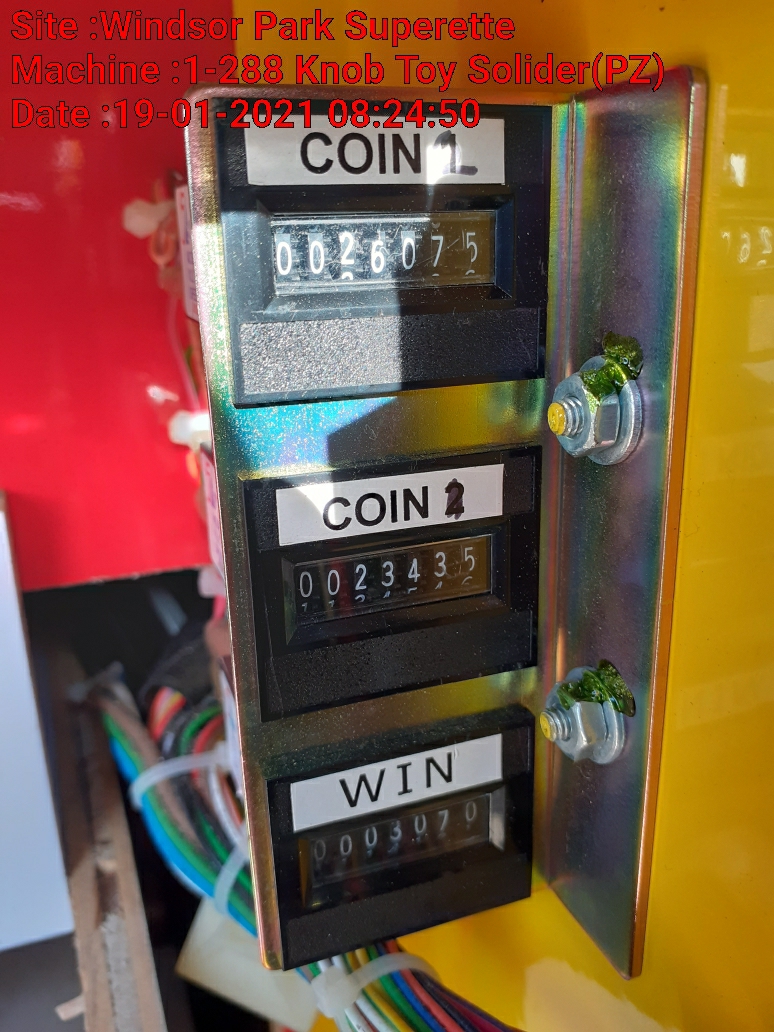 Site :Windsor Park Superette
Machine :1-288 Knob Toy Solider(PZ)
Date :19-01-2021 08:24:50
COIN 1
0026075
COIN 2
0023435
WIN
0003070